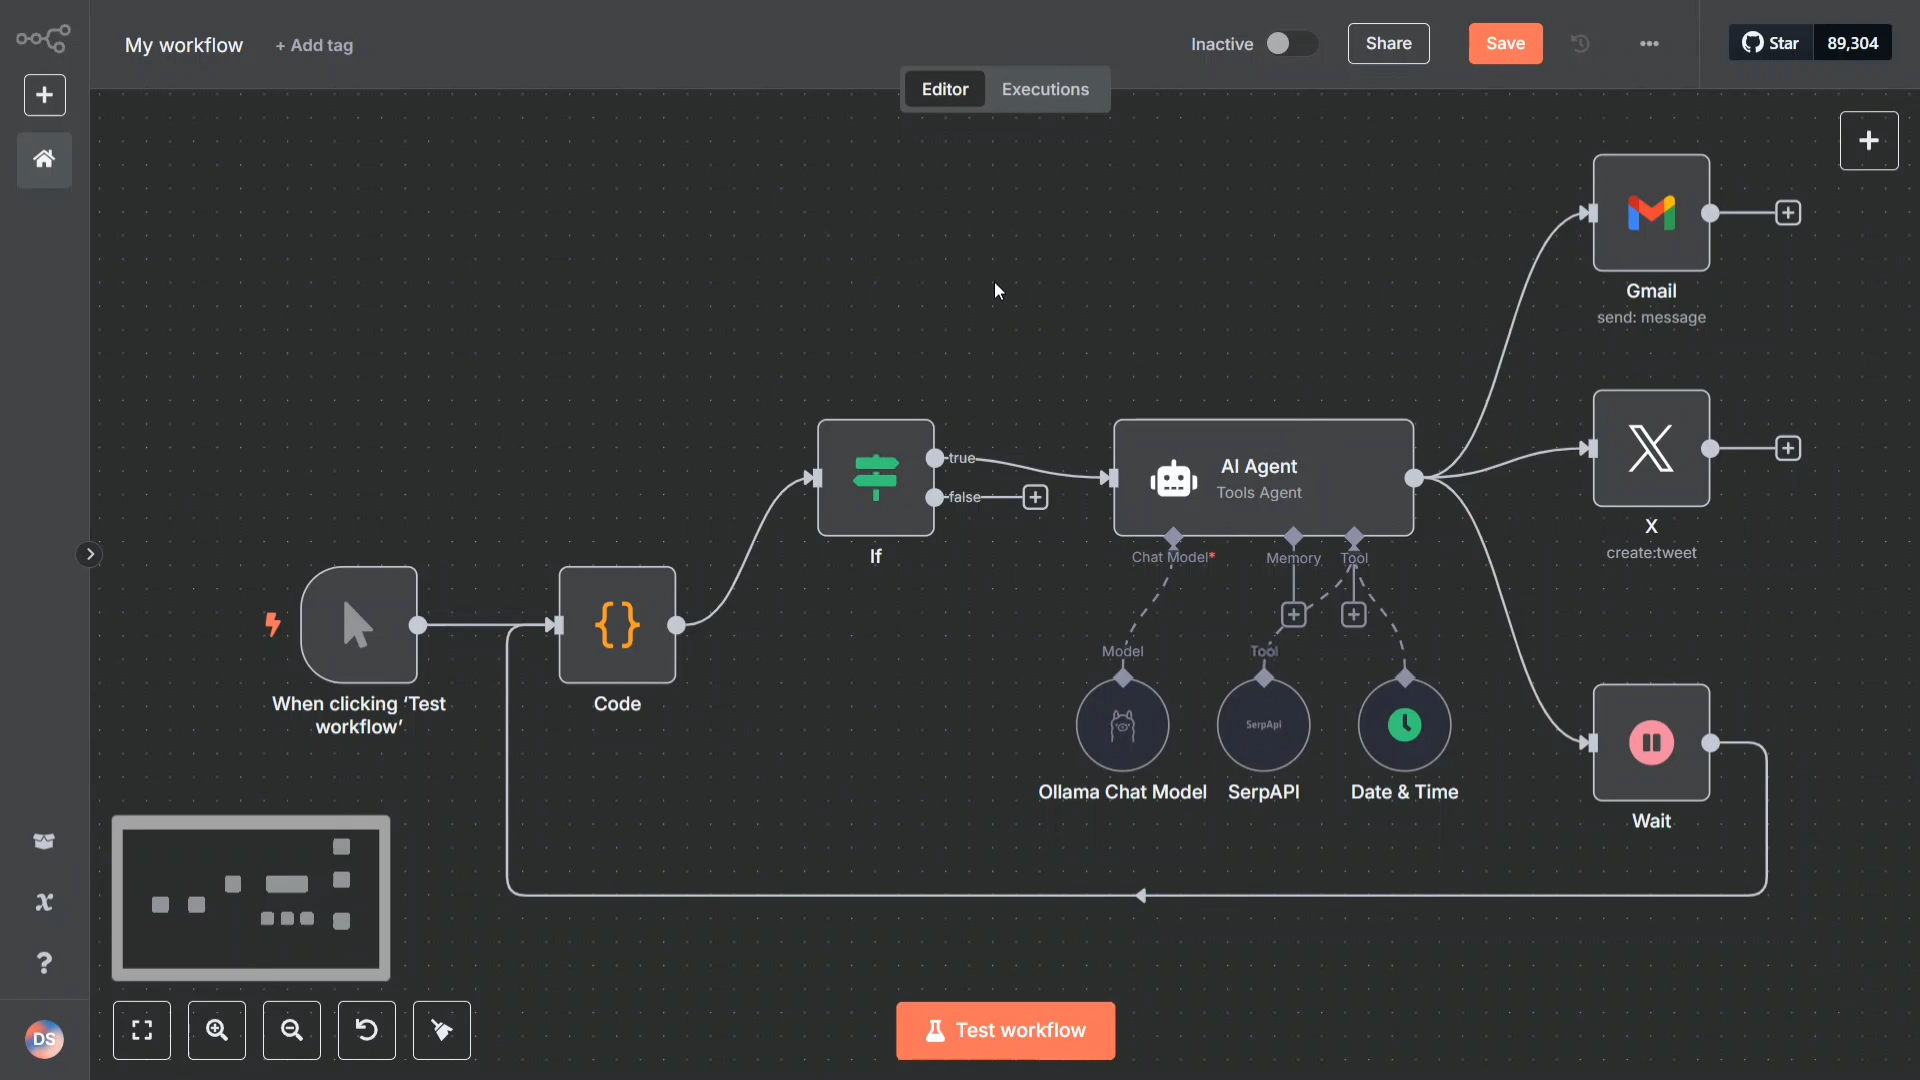 My workflow
+ Add tag
Inactive
Share
Save
Star
89,304
Editor
Executions
Gmail
send: message
true
false
If
AI Agent
Tools Agent
Chat Model*
Memory
Tool
X
create:tweet
When clicking ‘Test
workflow’
Code
Model
Tool
SerpApi
Ollama Chat Model
SerpAPI
Date & Time
Wait
DS
Test workflow